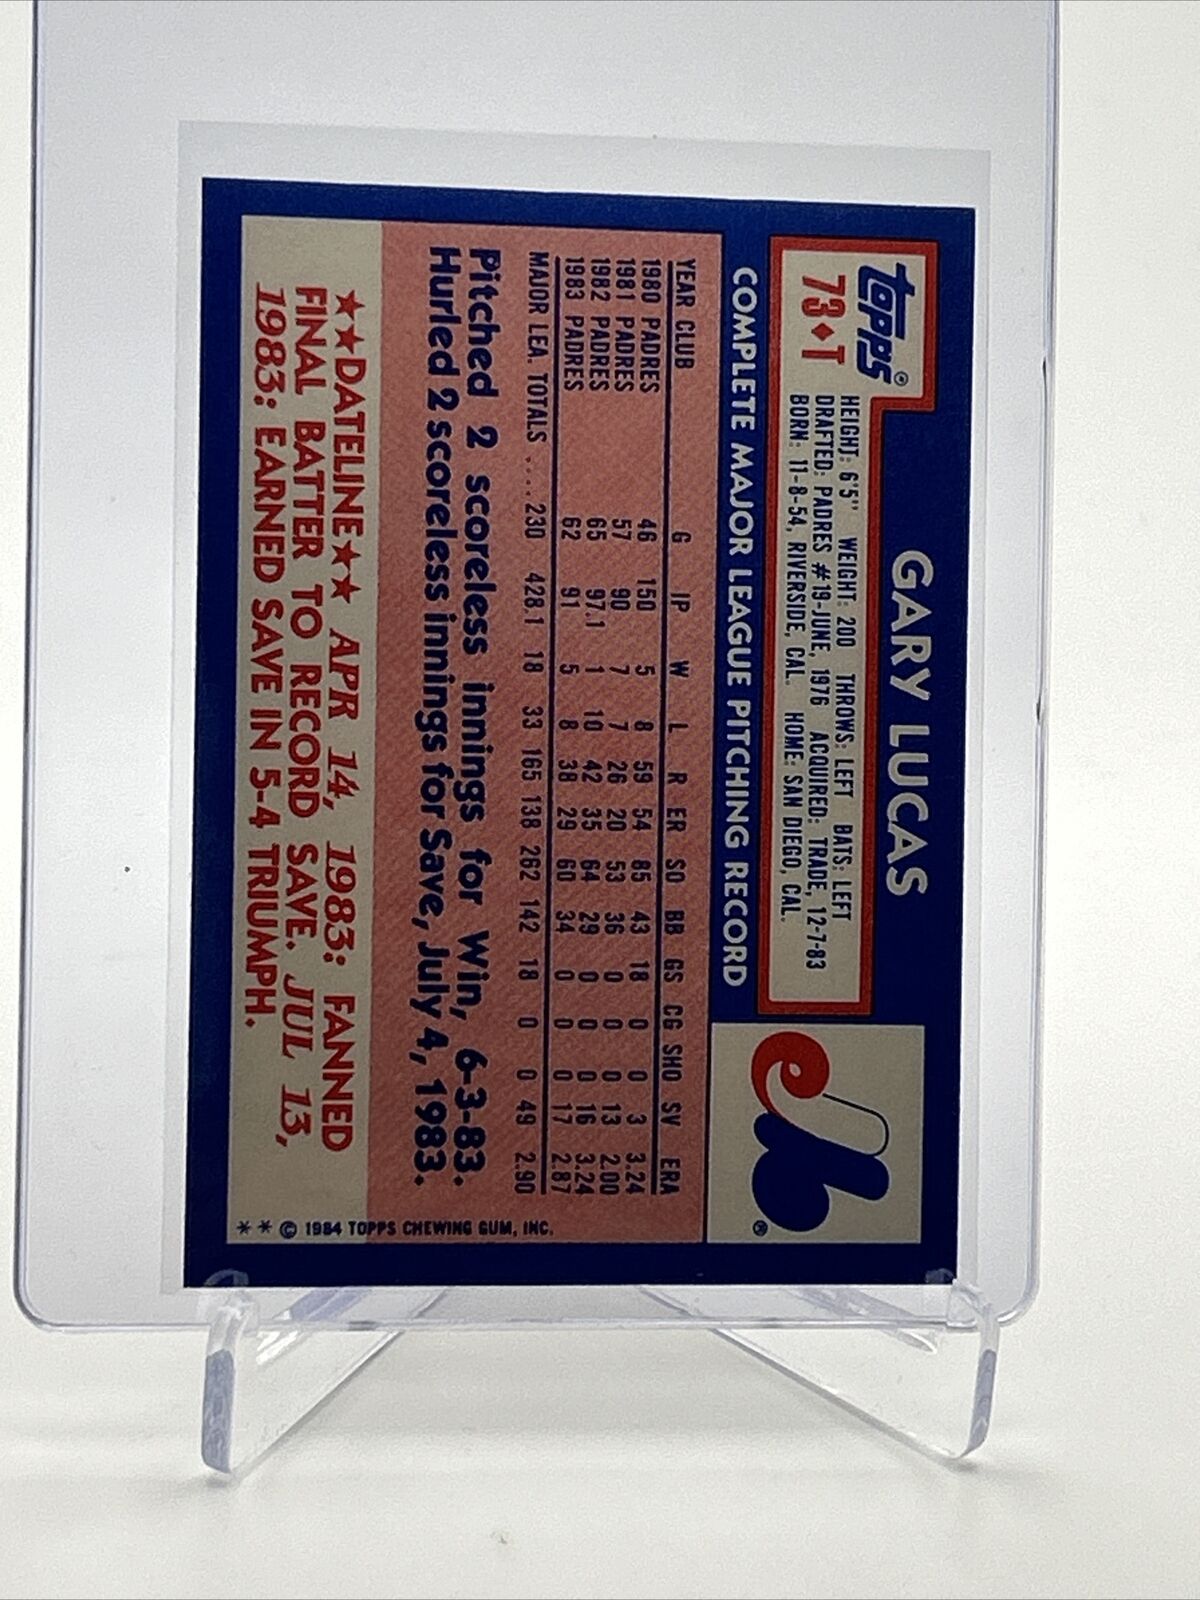 topps®
73♦T
GARY LUCAS
HEIGHT: 6'5" WEIGHT: 200 THROWS: LEFT BATS: LEFT
DRAFTED: PADRES #19-JUNE, 1976 ACQUIRED: TRADE, 12-7-83
BORN: 11-8-54, RIVERSIDE, CAL. HOME: SAN DIEGO, CAL.
COMPLETE MAJOR LEAGUE PITCHING RECORD
YEAR CLUB G IP W L R ER SO BB GS CG SHO SV ERA
1980 PADRES 46 150 5 8 59 54 85 43 18 0 0 3 3.24
1981 PADRES 57 90 7 7 26 20 53 36 0 0 0 13 2.00
1982 PADRES 65 97.1 1 10 42 35 64 29 0 0 0 16 3.24
1983 PADRES 62 91 5 8 38 29 60 34 0 0 0 17 2.87
MAJOR LEA. TOTALS .... 230 428.1 18 33 165 138 262 142 18 0 0 49 2.90
Pitched 2 scoreless innings for Win, 6-3-83.
Hurled 2 scoreless innings for Save, July 4, 1983.
★★DATELINE★★ APR 14, 1983: FANNED
FINAL BATTER TO RECORD SAVE. JUL 13,
1983: EARNED SAVE IN 5-4 TRIUMPH.
* * © 1984 TOPPS CHEWING GUM, INC.
eb
®